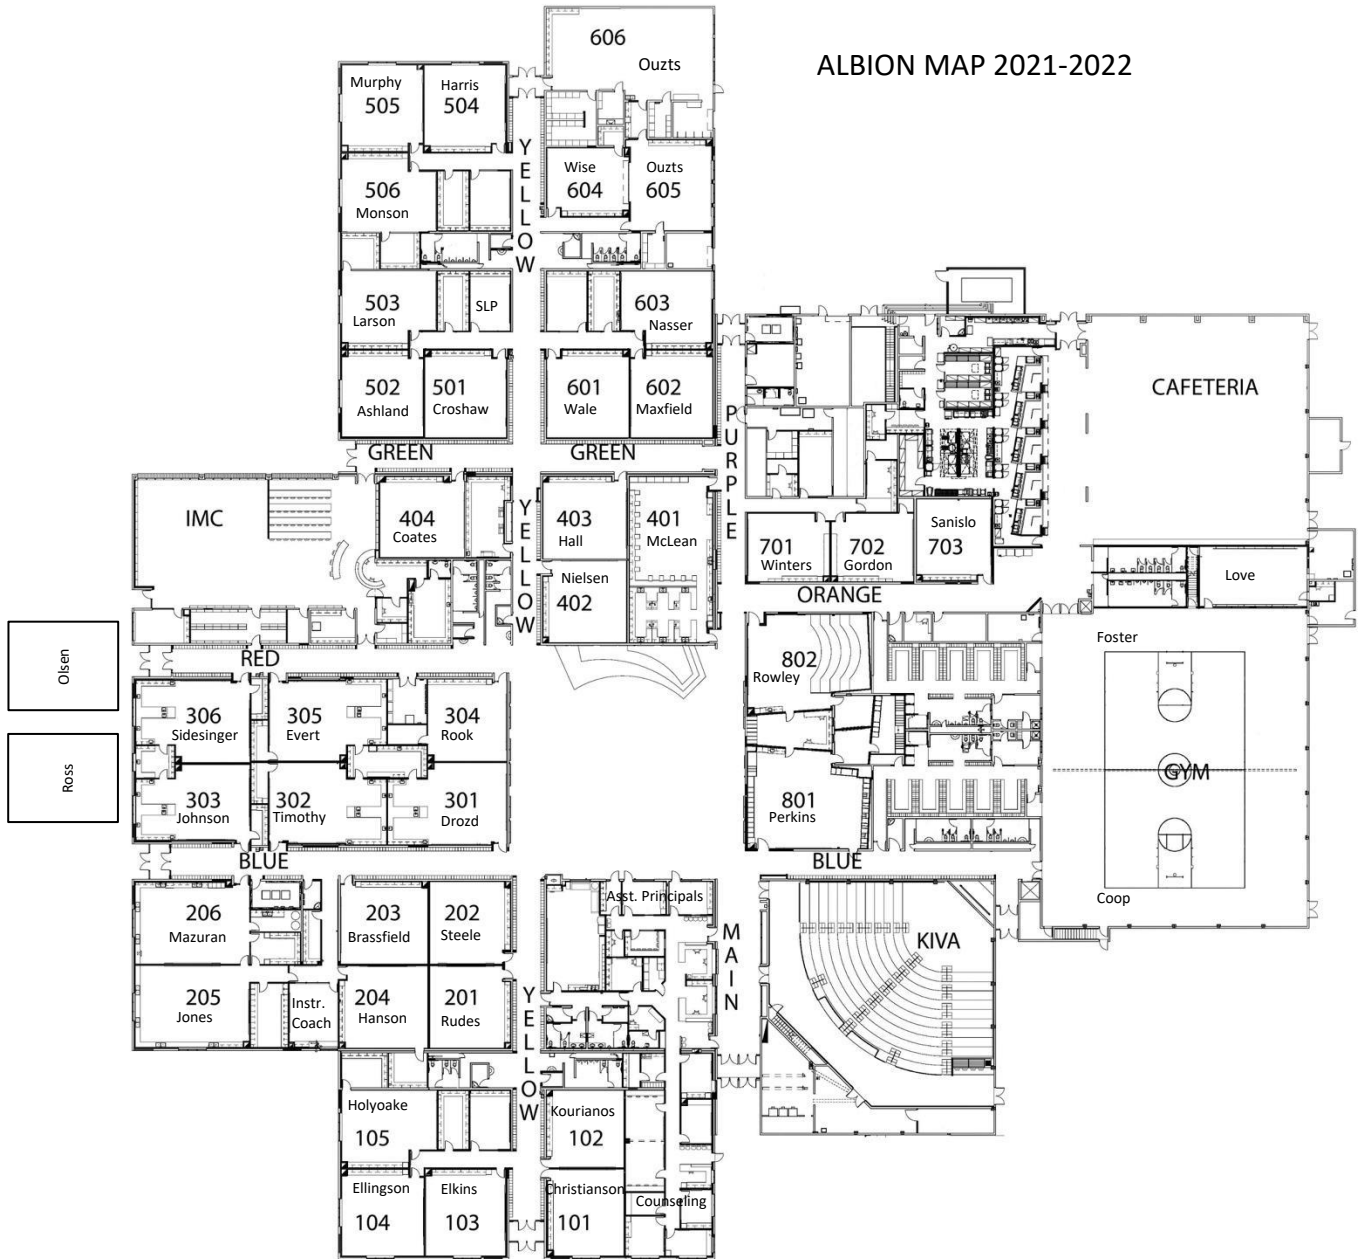 ALBION MAP 2021-2022
606
Ouzts
Murphy
505
Harris
504
YELLOW
Wise
604
Ouzts
605
506
Monson
503
Larson
SLP
603
Nasser
502
Ashland
501
Croshaw
601
Wale
602
Maxfield
PURPLE
CAFETERIA
GREEN
GREEN
IMC
404
Coates
YELLOW
403
Hall
401
McLean
Nielsen
402
701
Winters
702
Gordon
Sanislo
703
Love
ORANGE
Olsen
RED
802
Rowley
Foster
306
Sidesinger
305
Evert
304
Rook
Ross
303
Johnson
302
Timothy
301
Drozd
801
Perkins
GYM
BLUE
BLUE
206
Mazuran
203
Brassfield
202
Steele
Asst. Principals
MAIN
KIVA
Coop
205
Jones
Instr.
Coach
204
Hanson
201
Rudes
YELLOW
Holyoake
105
Kourianos
102
Ellingson
104
Elkins
103
Christianson
101
Counseling